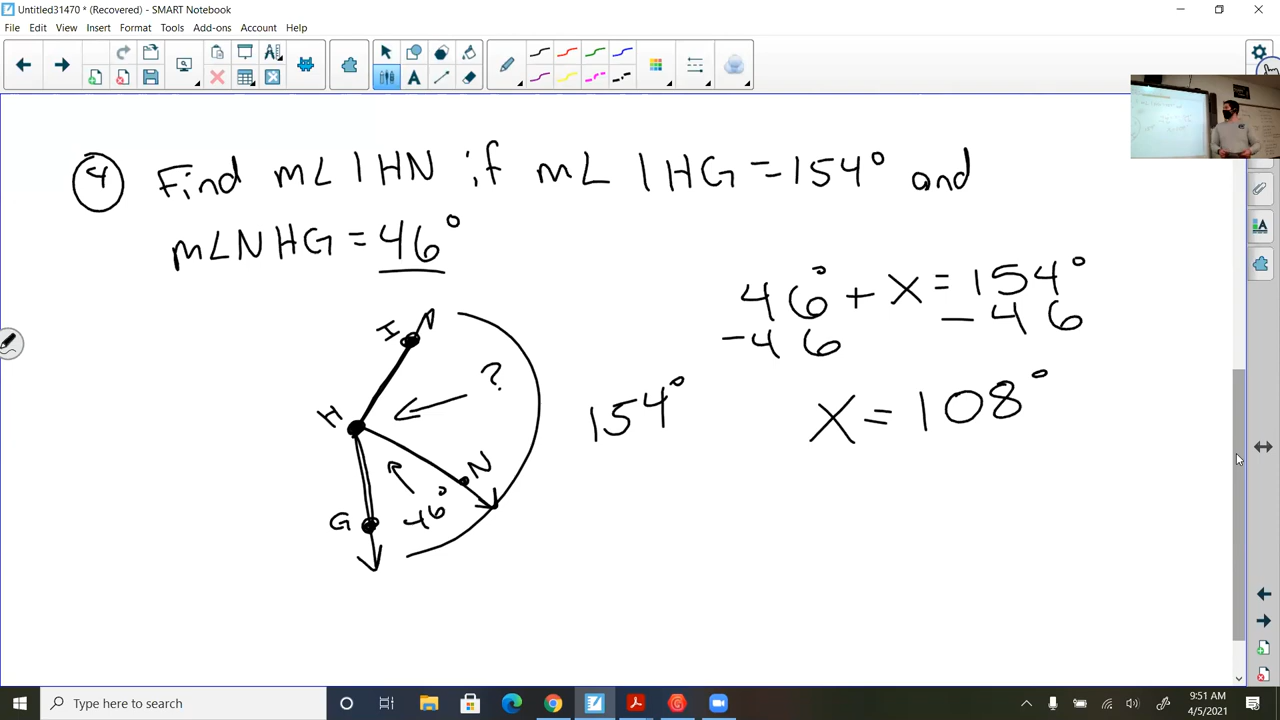 Untitled31470 * (Recovered) - SMART Notebook
File Edit View Insert Format Tools Add-ons Account Help
④ Find m∠IHN if m∠IHG = 154° and
m∠NHG = 46°
46° + x = 154°
-46 - 46
x = 108°
I
?
H
154°
N
46°
G
Type here to search
9:51 AM
4/5/2021